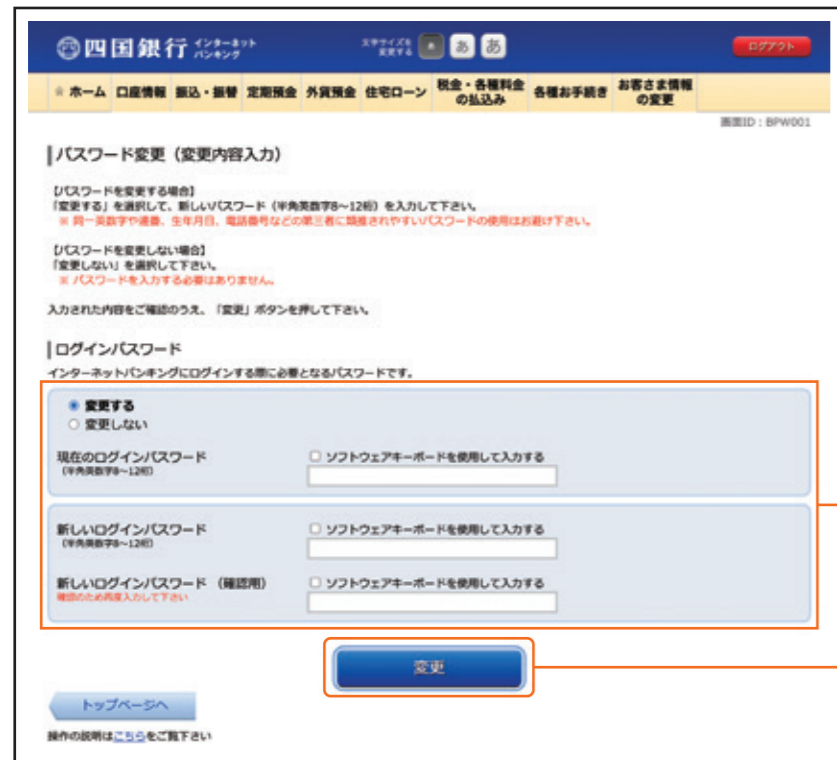 四国銀行 インターネットバンキング
文字サイズを変更する あ あ
ログアウト
ホーム 口座情報 振込・振替 定期預金 外貨預金 住宅ローン 税金・各種料金の払込み 各種お手続き お客さま情報の変更
画面ID：BPW001
パスワード変更（変更内容入力）
【パスワードを変更する場合】
「変更する」を選択して、新しいパスワード（半角英数字8～12桁）を入力して下さい。
※ 同一英数字や連番、生年月日、電話番号などの第三者に類推されやすいパスワードの使用はお避け下さい。
【パスワードを変更しない場合】
「変更しない」を選択して下さい。
※ パスワードを入力する必要はありません。
入力された内容をご確認のうえ、「変更」ボタンを押して下さい。
ログインパスワード
インターネットバンキングにログインする際に必要となるパスワードです。
変更する
変更しない
現在のログインパスワード
（半角英数字8～12桁）
ソフトウェアキーボードを使用して入力する
新しいログインパスワード
（半角英数字8～12桁）
ソフトウェアキーボードを使用して入力する
新しいログインパスワード （確認用）
確認のため再度入力して下さい
ソフトウェアキーボードを使用して入力する
変更
トップページへ
操作の説明はこちらをご覧下さい